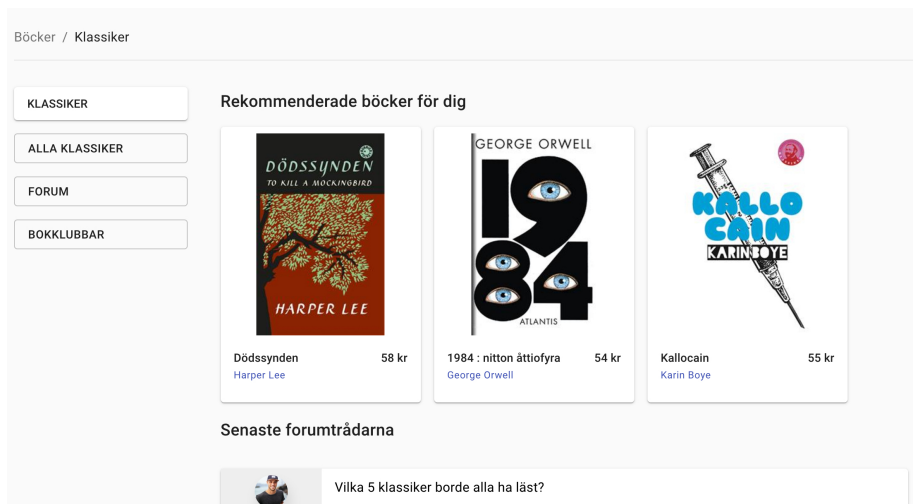 Böcker / Klassiker
KLASSIKER
ALLA KLASSIKER
FORUM
BOKKLUBBAR
Rekommenderade böcker för dig
DÖDSSYNDEN
TO KILL A MOCKINGBIRD
HARPER LEE
Dödssynden 58 kr
Harper Lee
GEORGE ORWELL
1984
ATLANTIS
1984 : nitton åttiofyra 54 kr
George Orwell
KALLO
CAIN
KARIN BOYE
Kallocain 55 kr
Karin Boye
Senaste forumtrådarna
Vilka 5 klassiker borde alla ha läst?